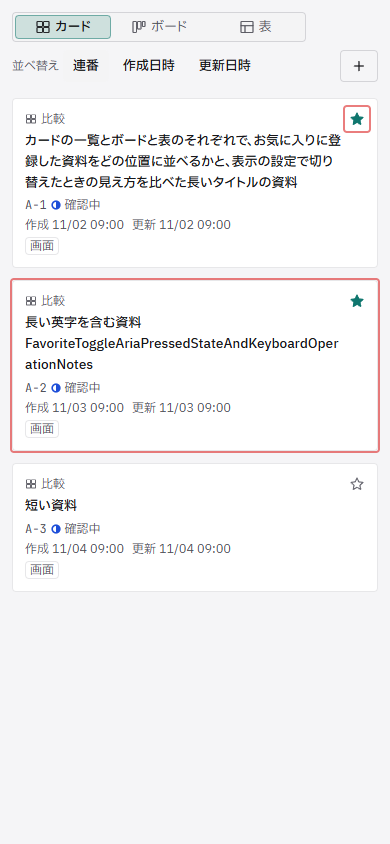 カード ボード 表
並べ替え 連番 作成日時 更新日時 +
比較
カードの一覧とボードと表のそれぞれで、お気に入りに登
録した資料をどの位置に並べるかと、表示の設定で切り
替えたときの見え方を比べた長いタイトルの資料
A-1 確認中
作成 11/02 09:00 更新 11/02 09:00
画面
比較
長い英字を含む資料
FavoriteToggleAriaPressedStateAndKeyboardOper
ationNotes
A-2 確認中
作成 11/03 09:00 更新 11/03 09:00
画面
比較
短い資料
A-3 確認中
作成 11/04 09:00 更新 11/04 09:00
画面